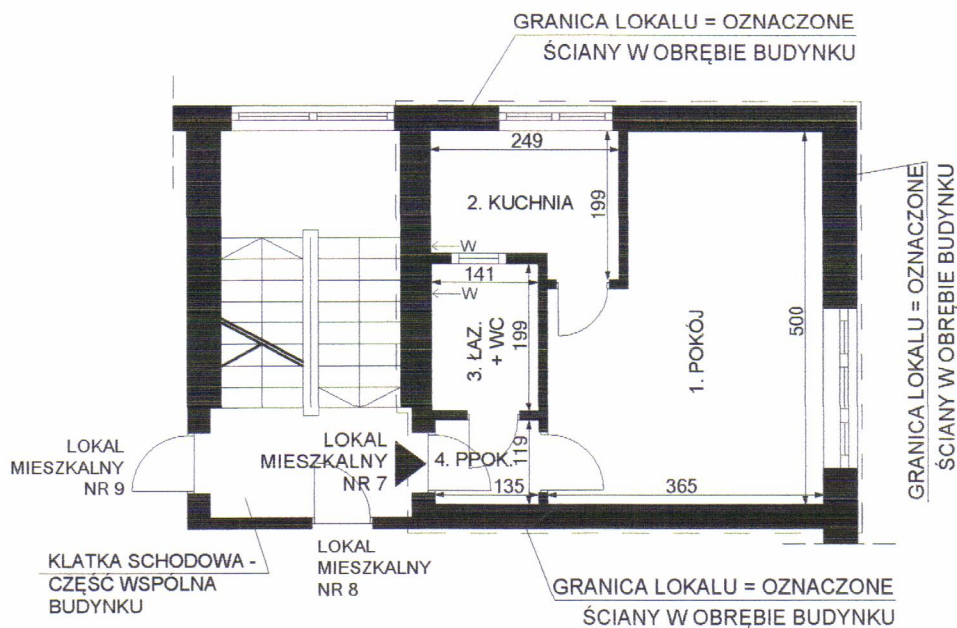 GRANICA LOKALU = OZNACZONE
ŚCIANY W OBRĘBIE BUDYNKU
249
2. KUCHNIA
199
W
141
W
3. ŁAZ.
+ WC
199
1. POKÓJ
500
GRANICA LOKALU = OZNACZONE
ŚCIANY W OBRĘBIE BUDYNKU
LOKAL
MIESZKALNY
NR 9
LOKAL
MIESZKALNY
NR 7
4. PPOK.
119
135
365
KLATKA SCHODOWA -
CZĘŚĆ WSPÓLNA
BUDYNKU
LOKAL
MIESZKALNY
NR 8
GRANICA LOKALU = OZNACZONE
ŚCIANY W OBRĘBIE BUDYNKU